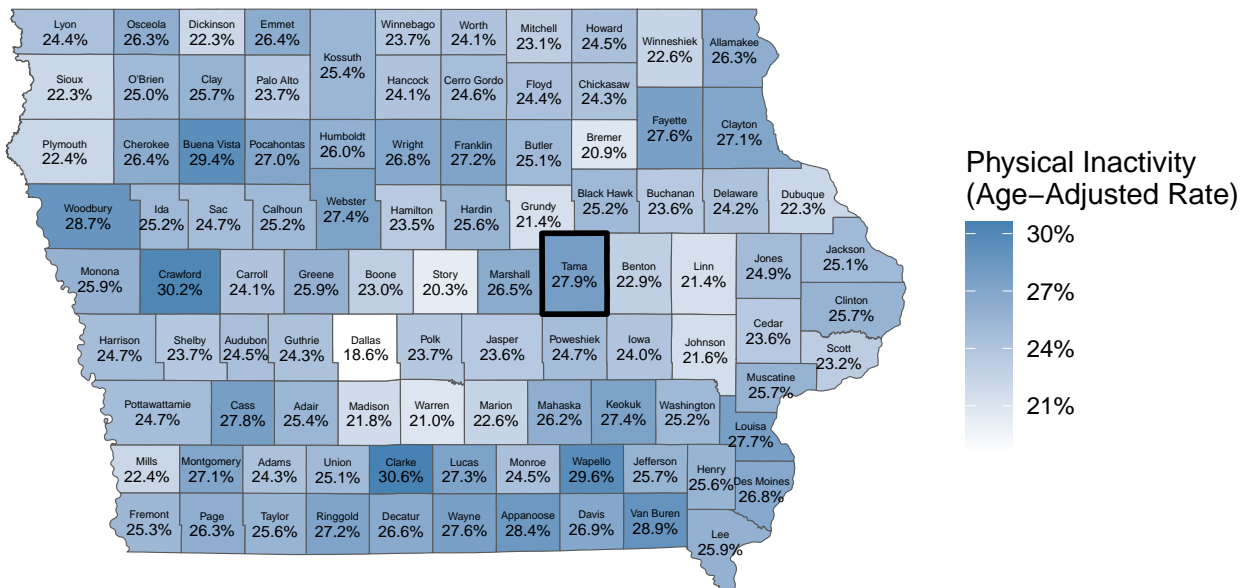 Lyon
24.4%
Osceola
26.3%
Dickinson
22.3%
Emmet
26.4%
Kossuth
25.4%
Winnebago
23.7%
Worth
24.1%
Mitchell
23.1%
Howard
24.5%
Winneshiek
22.6%
Allamakee
26.3%
Sioux
22.3%
O'Brien
25.0%
Clay
25.7%
Palo Alto
23.7%
Hancock
24.1%
Cerro Gordo
24.6%
Floyd
24.4%
Chickasaw
24.3%
Fayette
27.6%
Clayton
27.1%
Plymouth
22.4%
Cherokee
26.4%
Buena Vista
29.4%
Pocahontas
27.0%
Humboldt
26.0%
Wright
26.8%
Franklin
27.2%
Butler
25.1%
Bremer
20.9%
Woodbury
28.7%
Ida
25.2%
Sac
24.7%
Calhoun
25.2%
Webster
27.4%
Hamilton
23.5%
Hardin
25.6%
Grundy
21.4%
Black Hawk
25.2%
Buchanan
23.6%
Delaware
24.2%
Dubuque
22.3%
Monona
25.9%
Crawford
30.2%
Carroll
24.1%
Greene
25.9%
Boone
23.0%
Story
20.3%
Marshall
26.5%
Tama
27.9%
Benton
22.9%
Linn
21.4%
Jones
24.9%
Jackson
25.1%
Clinton
25.7%
Harrison
24.7%
Shelby
23.7%
Audubon
24.5%
Guthrie
24.3%
Dallas
18.6%
Polk
23.7%
Jasper
23.6%
Poweshiek
24.7%
Iowa
24.0%
Johnson
21.6%
Cedar
23.6%
Scott
23.2%
Muscatine
25.7%
Pottawattamie
24.7%
Cass
27.8%
Adair
25.4%
Madison
21.8%
Warren
21.0%
Marion
22.6%
Mahaska
26.2%
Keokuk
27.4%
Washington
25.2%
Louisa
27.7%
Mills
22.4%
Montgomery
27.1%
Adams
24.3%
Union
25.1%
Clarke
30.6%
Lucas
27.3%
Monroe
24.5%
Wapello
29.6%
Jefferson
25.7%
Henry
25.6%
Des Moines
26.8%
Fremont
25.3%
Page
26.3%
Taylor
25.6%
Ringgold
27.2%
Decatur
26.6%
Wayne
27.6%
Appanoose
28.4%
Davis
26.9%
Van Buren
28.9%
Lee
25.9%
Physical Inactivity
(Age−Adjusted Rate)
30%
27%
24%
21%